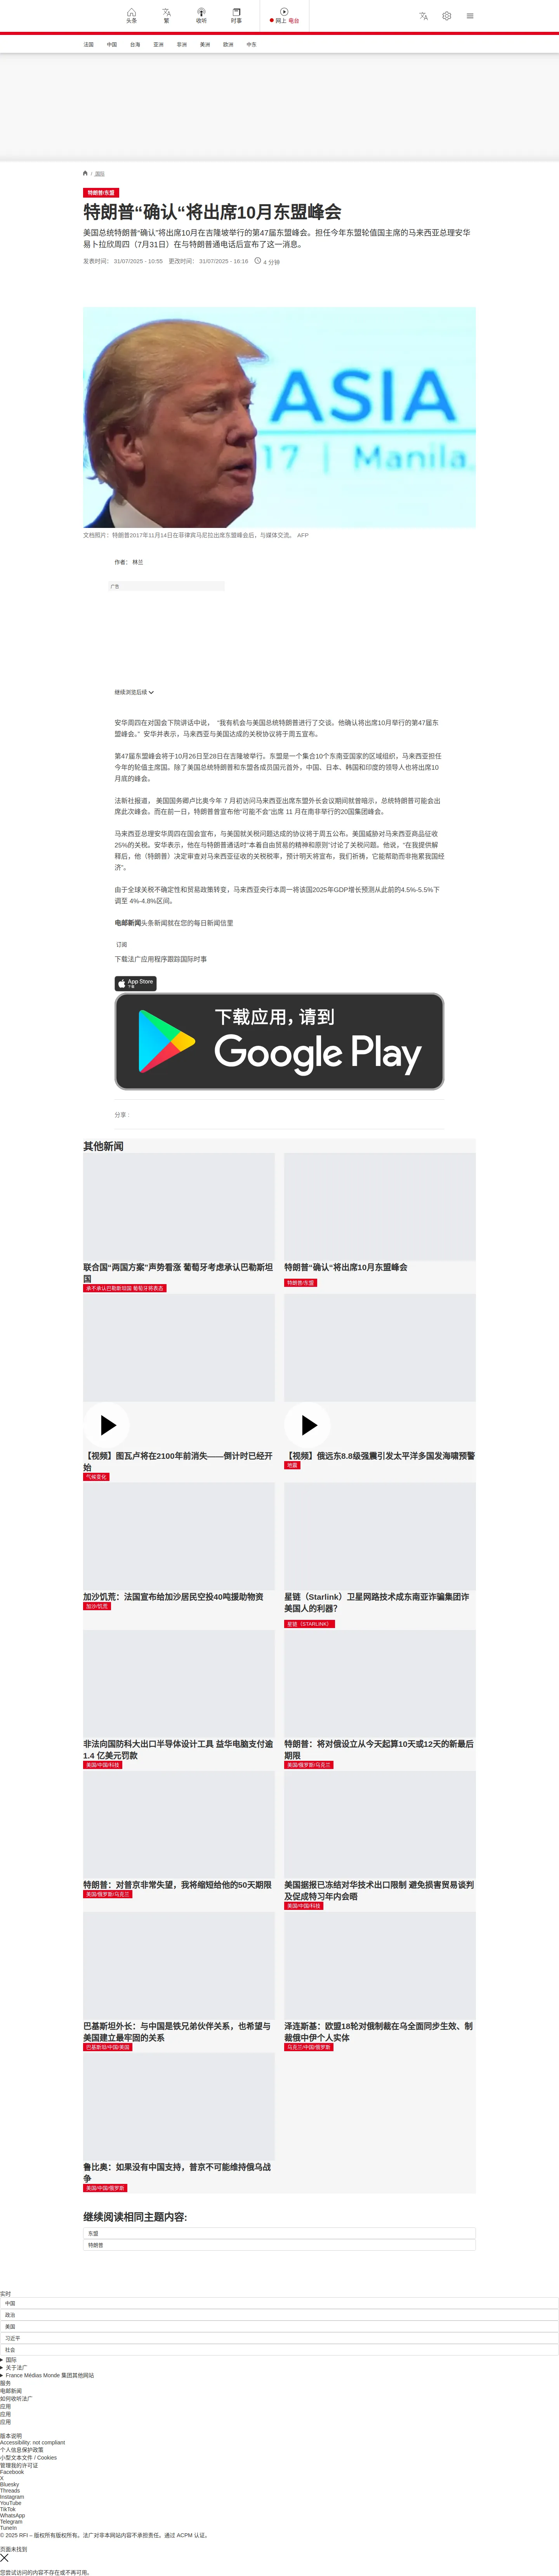 头条
繁
收听
时事
网上 电台
法国 中国 台海 亚洲 非洲 美洲 欧洲 中东
/ 国际
特朗普/东盟
特朗普“确认“将出席10月东盟峰会
美国总统特朗普“确认”将出席10月在吉隆坡举行的第47届东盟峰会。担任今年东盟轮值国主席的马来西亚总理安华
易卜拉欣周四（7月31日）在与特朗普通电话后宣布了这一消息。
发表时间： 31/07/2025 - 10:55 更改时间： 31/07/2025 - 16:16 4 分钟
ASIA
17 | Manila.
文档照片：特朗普2017年11月14日在菲律宾马尼拉出席东盟峰会后，与媒体交流。 AFP
作者： 林兰
广告
继续浏览后续
安华周四在对国会下院讲话中说， “我有机会与美国总统特朗普进行了交谈。他确认将出席10月举行的第47届东
盟峰会。”安华并表示，马来西亚与美国达成的关税协议将于周五宣布。
第47届东盟峰会将于10月26日至28日在吉隆坡举行。东盟是一个集合10个东南亚国家的区域组织，马来西亚担任
今年的轮值主席国。除了美国总统特朗普和东盟各成员国元首外，中国、日本、韩国和印度的领导人也将出席10
月底的峰会。
法新社报道， 美国国务卿卢比奥今年 7 月初访问马来西亚出席东盟外长会议期间就曾暗示，总统特朗普可能会出
席此次峰会。而在前一日，特朗普曾宣布他“可能不会”出席 11 月在南非举行的20国集团峰会。
马来西亚总理安华周四在国会宣布，与美国就关税问题达成的协议将于周五公布。美国威胁对马来西亚商品征收
25%的关税。安华表示，他在与特朗普通话时”本着自由贸易的精神和原则”讨论了关税问题。他说，“在我提供解
释后，他（特朗普）决定审查对马来西亚征收的关税税率，预计明天将宣布，我们祈祷，它能帮助而非拖累我国经
济”。
由于全球关税不确定性和贸易政策转变，马来西亚央行本周一将该国2025年GDP增长预测从此前的4.5%-5.5%下
调至 4%-4.8%区间。
电邮新闻头条新闻就在您的每日新闻信里
订阅
下载法广应用程序跟踪国际时事
App Store
下载
下载应用，请到
Google Play
分享 :
其他新闻
联合国“两国方案”声势看涨 葡萄牙考虑承认巴勒斯坦
国
承不承认巴勒斯坦国 葡萄牙将表态
特朗普“确认“将出席10月东盟峰会
特朗普/东盟
【视频】图瓦卢将在2100年前消失——倒计时已经开
始
气候变化
【视频】俄远东8.8级强震引发太平洋多国发海啸预警
地震
加沙饥荒：法国宣布给加沙居民空投40吨援助物资
加沙/饥荒
星链（Starlink）卫星网路技术成东南亚诈骗集团诈
美国人的利器？
星链（STARLINK）
非法向国防科大出口半导体设计工具 益华电脑支付逾
1.4 亿美元罚款
美国/中国/科技
特朗普：将对俄设立从今天起算10天或12天的新最后
期限
美国/俄罗斯/乌克兰
特朗普：对普京非常失望，我将缩短给他的50天期限
美国/俄罗斯/乌克兰
美国据报已冻结对华技术出口限制 避免损害贸易谈判
及促成特习年内会晤
美国/中国/科技
巴基斯坦外长：与中国是铁兄弟伙伴关系，也希望与
美国建立最牢固的关系
巴基斯坦/中国/美国
泽连斯基：欧盟18轮对俄制裁在乌全面同步生效、制
裁俄中伊个人实体
乌克兰/中国/俄罗斯
鲁比奥：如果没有中国支持，普京不可能维持俄乌战
争
美国/中国/俄罗斯
继续阅读相同主题内容:
东盟
特朗普
实时
中国
政治
美国
习近平
社会
国际
关于法广
France Médias Monde 集团其他网站
服务
电邮新闻
如何收听法广
应用
应用
应用
版本说明
Accessibility: not compliant
个人信息保护政策
小型文本文件 / Cookies
管理我的许可证
Facebook
X
Bluesky
Threads
Instagram
YouTube
TikTok
WhatsApp
Telegram
TuneIn
© 2025 RFI – 版权所有版权所有。法广对非本网站内容不承担责任。通过 ACPM 认证。
页面未找到
您尝试访问的内容不存在或不再可用。